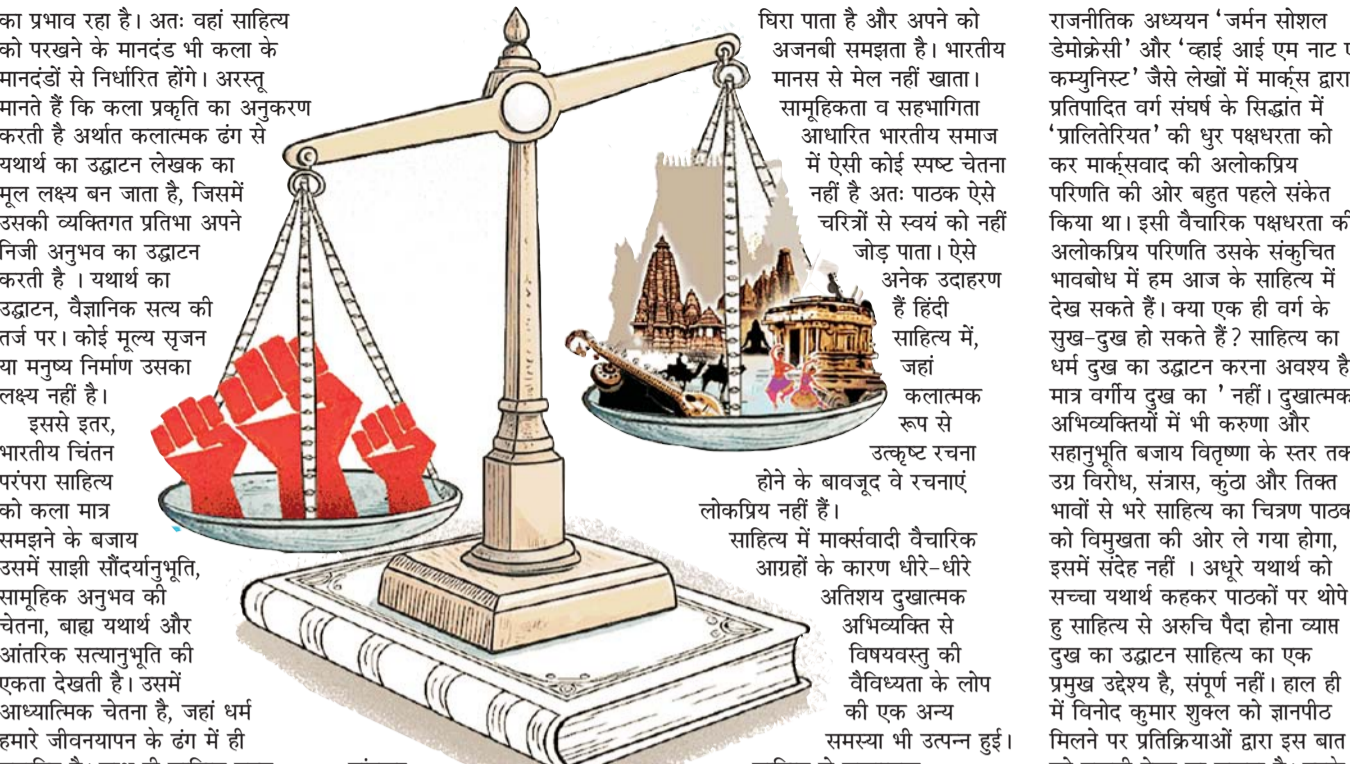 का प्रभाव रहा है। अतः वहां साहित्य
को परखने के मानदंड भी कला के
मानदंडों से निर्धारित होंगे। अरस्तू
मानते हैं कि कला प्रकृति का अनुकरण
करती है अर्थात कलात्मक ढंग से
यथार्थ का उद्घाटन लेखक का
मूल लक्ष्य बन जाता है, जिसमें
उसकी व्यक्तिगत प्रतिभा अपने
निजी अनुभव का उद्घाटन
करती है । यथार्थ का
उद्घाटन, वैज्ञानिक सत्य की
तर्ज पर। कोई मूल्य सृजन
या मनुष्य निर्माण उसका
लक्ष्य नहीं है।
इससे इतर,
भारतीय चिंतन
परंपरा साहित्य
को कला मात्र
समझने के बजाय
उसमें साझी सौंदर्यानुभूति,
सामूहिक अनुभव की
चेतना, बाह्य यथार्थ और
आंतरिक सत्यानुभूति की
एकता देखती है। उसमें
आध्यात्मिक चेतना है, जहां धर्म
हमारे जीवनयापन के ढंग में ही
घिरा पाता है और अपने को
अजनबी समझता है। भारतीय
मानस से मेल नहीं खाता।
सामूहिकता व सहभागिता
आधारित भारतीय समाज
में ऐसी कोई स्पष्ट चेतना
नहीं है अतः पाठक ऐसे
चरित्रों से स्वयं को नहीं
जोड़ पाता। ऐसे
अनेक उदाहरण
हैं हिंदी
साहित्य में,
जहां
कलात्मक
रूप से
उत्कृष्ट रचना
होने के बावजूद वे रचनाएं
लोकप्रिय नहीं हैं।
साहित्य में मार्क्सवादी वैचारिक
आग्रहों के कारण धीरे-धीरे
अतिशय दुखात्मक
अभिव्यक्ति से
विषयवस्तु की
वैविध्यता के लोप
की एक अन्य
समस्या भी उत्पन्न हुई।
राजनीतिक अध्ययन 'जर्मन सोशल
डेमोक्रेसी' और 'व्हाई आई एम नाट
कम्युनिस्ट' जैसे लेखों में मार्क्स द्वारा
प्रतिपादित वर्ग संघर्ष के सिद्धांत में
'प्रालितेरियत' की धुर पक्षधरता को
कर मार्क्सवाद की अलोकप्रिय
परिणति की ओर बहुत पहले संकेत
किया था। इसी वैचारिक पक्षधरता की
अलोकप्रिय परिणति उसके संकुचित
भावबोध में हम आज के साहित्य में
देख सकते हैं। क्या एक ही वर्ग के
सुख-दुख हो सकते हैं? साहित्य का
धर्म दुख का उद्घाटन करना अवश्य है
मात्र वर्गीय दुख का ' नहीं। दुखात्मक
अभिव्यक्तियों में भी करुणा और
सहानुभूति बजाय वितृष्णा के स्तर तक
उग्र विरोध, संत्रास, कुंठा और तिक्त
भावों से भरे साहित्य का चित्रण पाठक
को विमुखता की ओर ले गया होगा,
इसमें संदेह नहीं । अधूरे यथार्थ को
सच्चा यथार्थ कहकर पाठकों पर थोपे
हु साहित्य से अरुचि पैदा होना व्याप्त
दुख का उद्घाटन साहित्य का एक
प्रमुख उद्देश्य है, संपूर्ण नहीं। हाल ही
में विनोद कुमार शुक्ल को ज्ञानपीठ
मिलने पर प्रतिक्रियाओं द्वारा इस बात